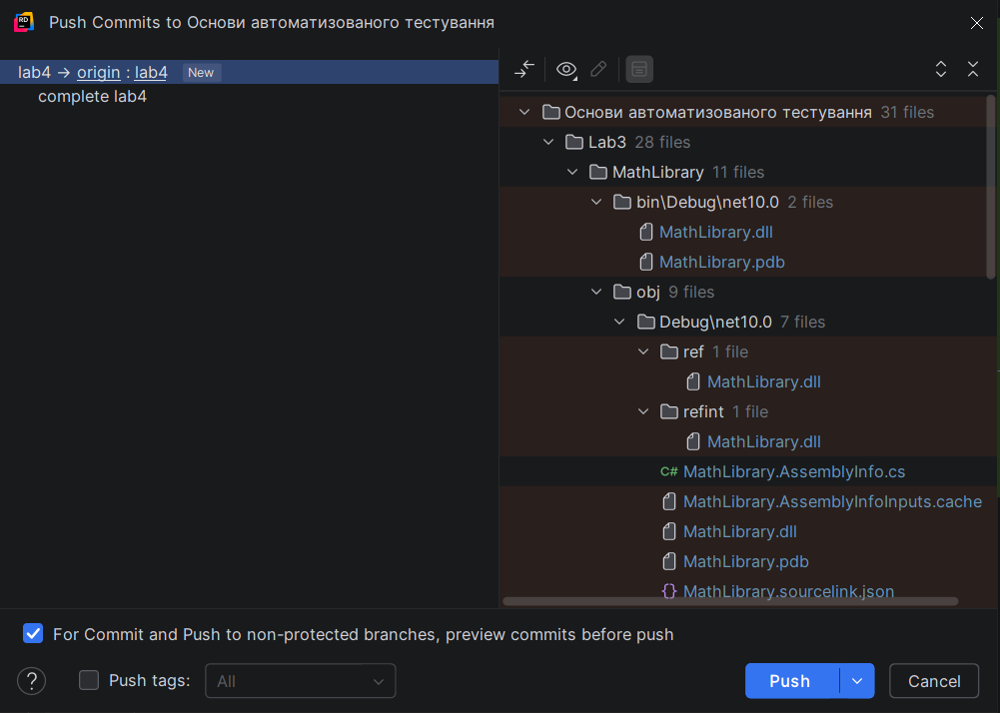 RD
Push Commits to Основи автоматизованого тестування
lab4 → origin : lab4 New
complete lab4
Основи автоматизованого тестування 31 files
Lab3 28 files
MathLibrary 11 files
bin\Debug\net10.0 2 files
MathLibrary.dll
MathLibrary.pdb
obj 9 files
Debug\net10.0 7 files
ref 1 file
MathLibrary.dll
refint 1 file
MathLibrary.dll
C# MathLibrary.AssemblyInfo.cs
MathLibrary.AssemblyInfoInputs.cache
MathLibrary.dll
MathLibrary.pdb
{} MathLibrary.sourcelink.json
For Commit and Push to non-protected branches, preview commits before push
? Push tags: All
Push
Cancel